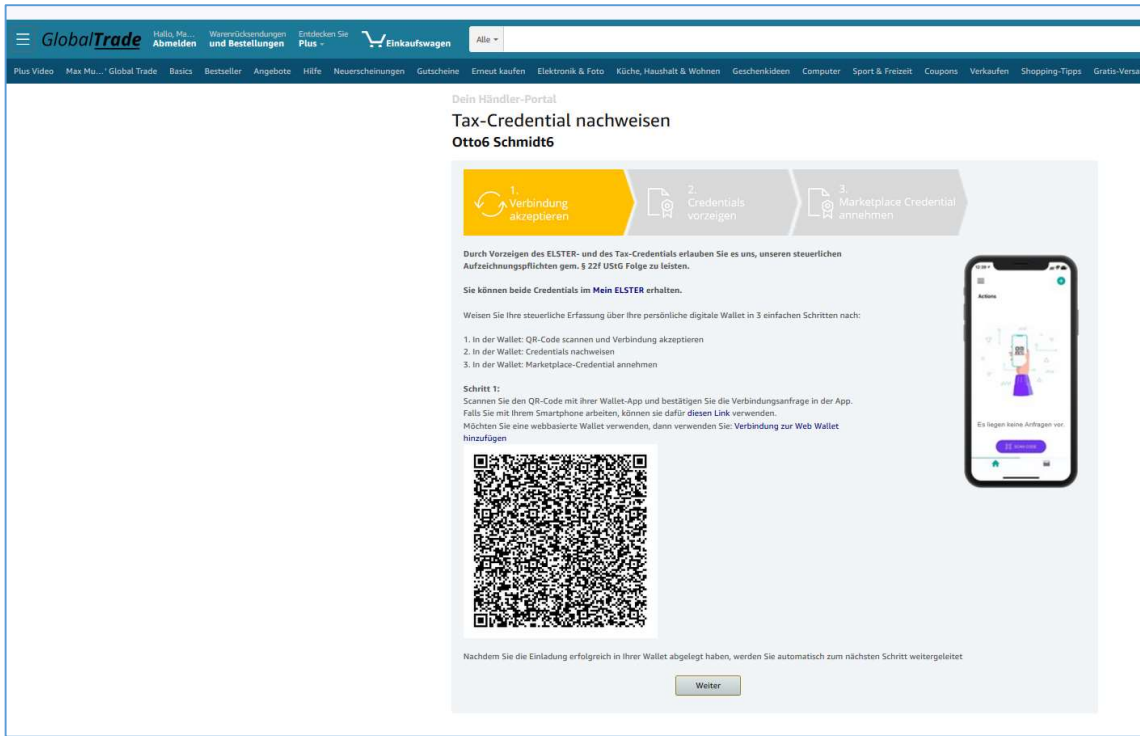 GlobalTrade
Hallo, Ma...
Abmelden
Warenrücksendungen
und Bestellungen
Entdecken Sie
Plus -
Einkaufswagen
Alle
Plus Video Max Mu...' Global Trade Basics Bestseller Angebote Hilfe Neuerscheinungen Gutscheine Erneut kaufen Elektronik & Foto Küche, Haushalt & Wohnen Geschenkideen Computer Sport & Freizeit Coupons Verkaufen Shopping-Tipps Gratis-Versa
Dein Händler-Portal
Tax-Credential nachweisen
Otto6 Schmidt6
1.
Verbindung
akzeptieren
2.
Credentials
vorzeigen
3.
Marketplace Credential
annehmen
Durch Vorzeigen des ELSTER- und des Tax-Credentials erlauben Sie es uns, unseren steuerlichen
Aufzeichnungspflichten gem. § 22f UStG Folge zu leisten.
Sie können beide Credentials im Mein ELSTER erhalten.
Weisen Sie Ihre steuerliche Erfassung über Ihre persönliche digitale Wallet in 3 einfachen Schritten nach:
1. In der Wallet: QR-Code scannen und Verbindung akzeptieren
2. In der Wallet: Credentials nachweisen
3. In der Wallet: Marketplace-Credential annehmen
Schritt 1:
Scannen Sie den QR-Code mit ihrer Wallet-App und bestätigen Sie die Verbindungsanfrage in der App.
Falls Sie mit Ihrem Smartphone arbeiten, können sie dafür diesen Link verwenden.
Möchten Sie eine webbasierte Wallet verwenden, dann verwenden Sie: Verbindung zur Web Wallet
hinzufügen
Actions
Es liegen keine Anfragen vor.
Nachdem Sie die Einladung erfolgreich in Ihrer Wallet abgelegt haben, werden Sie automatisch zum nächsten Schritt weitergeleitet
Weiter